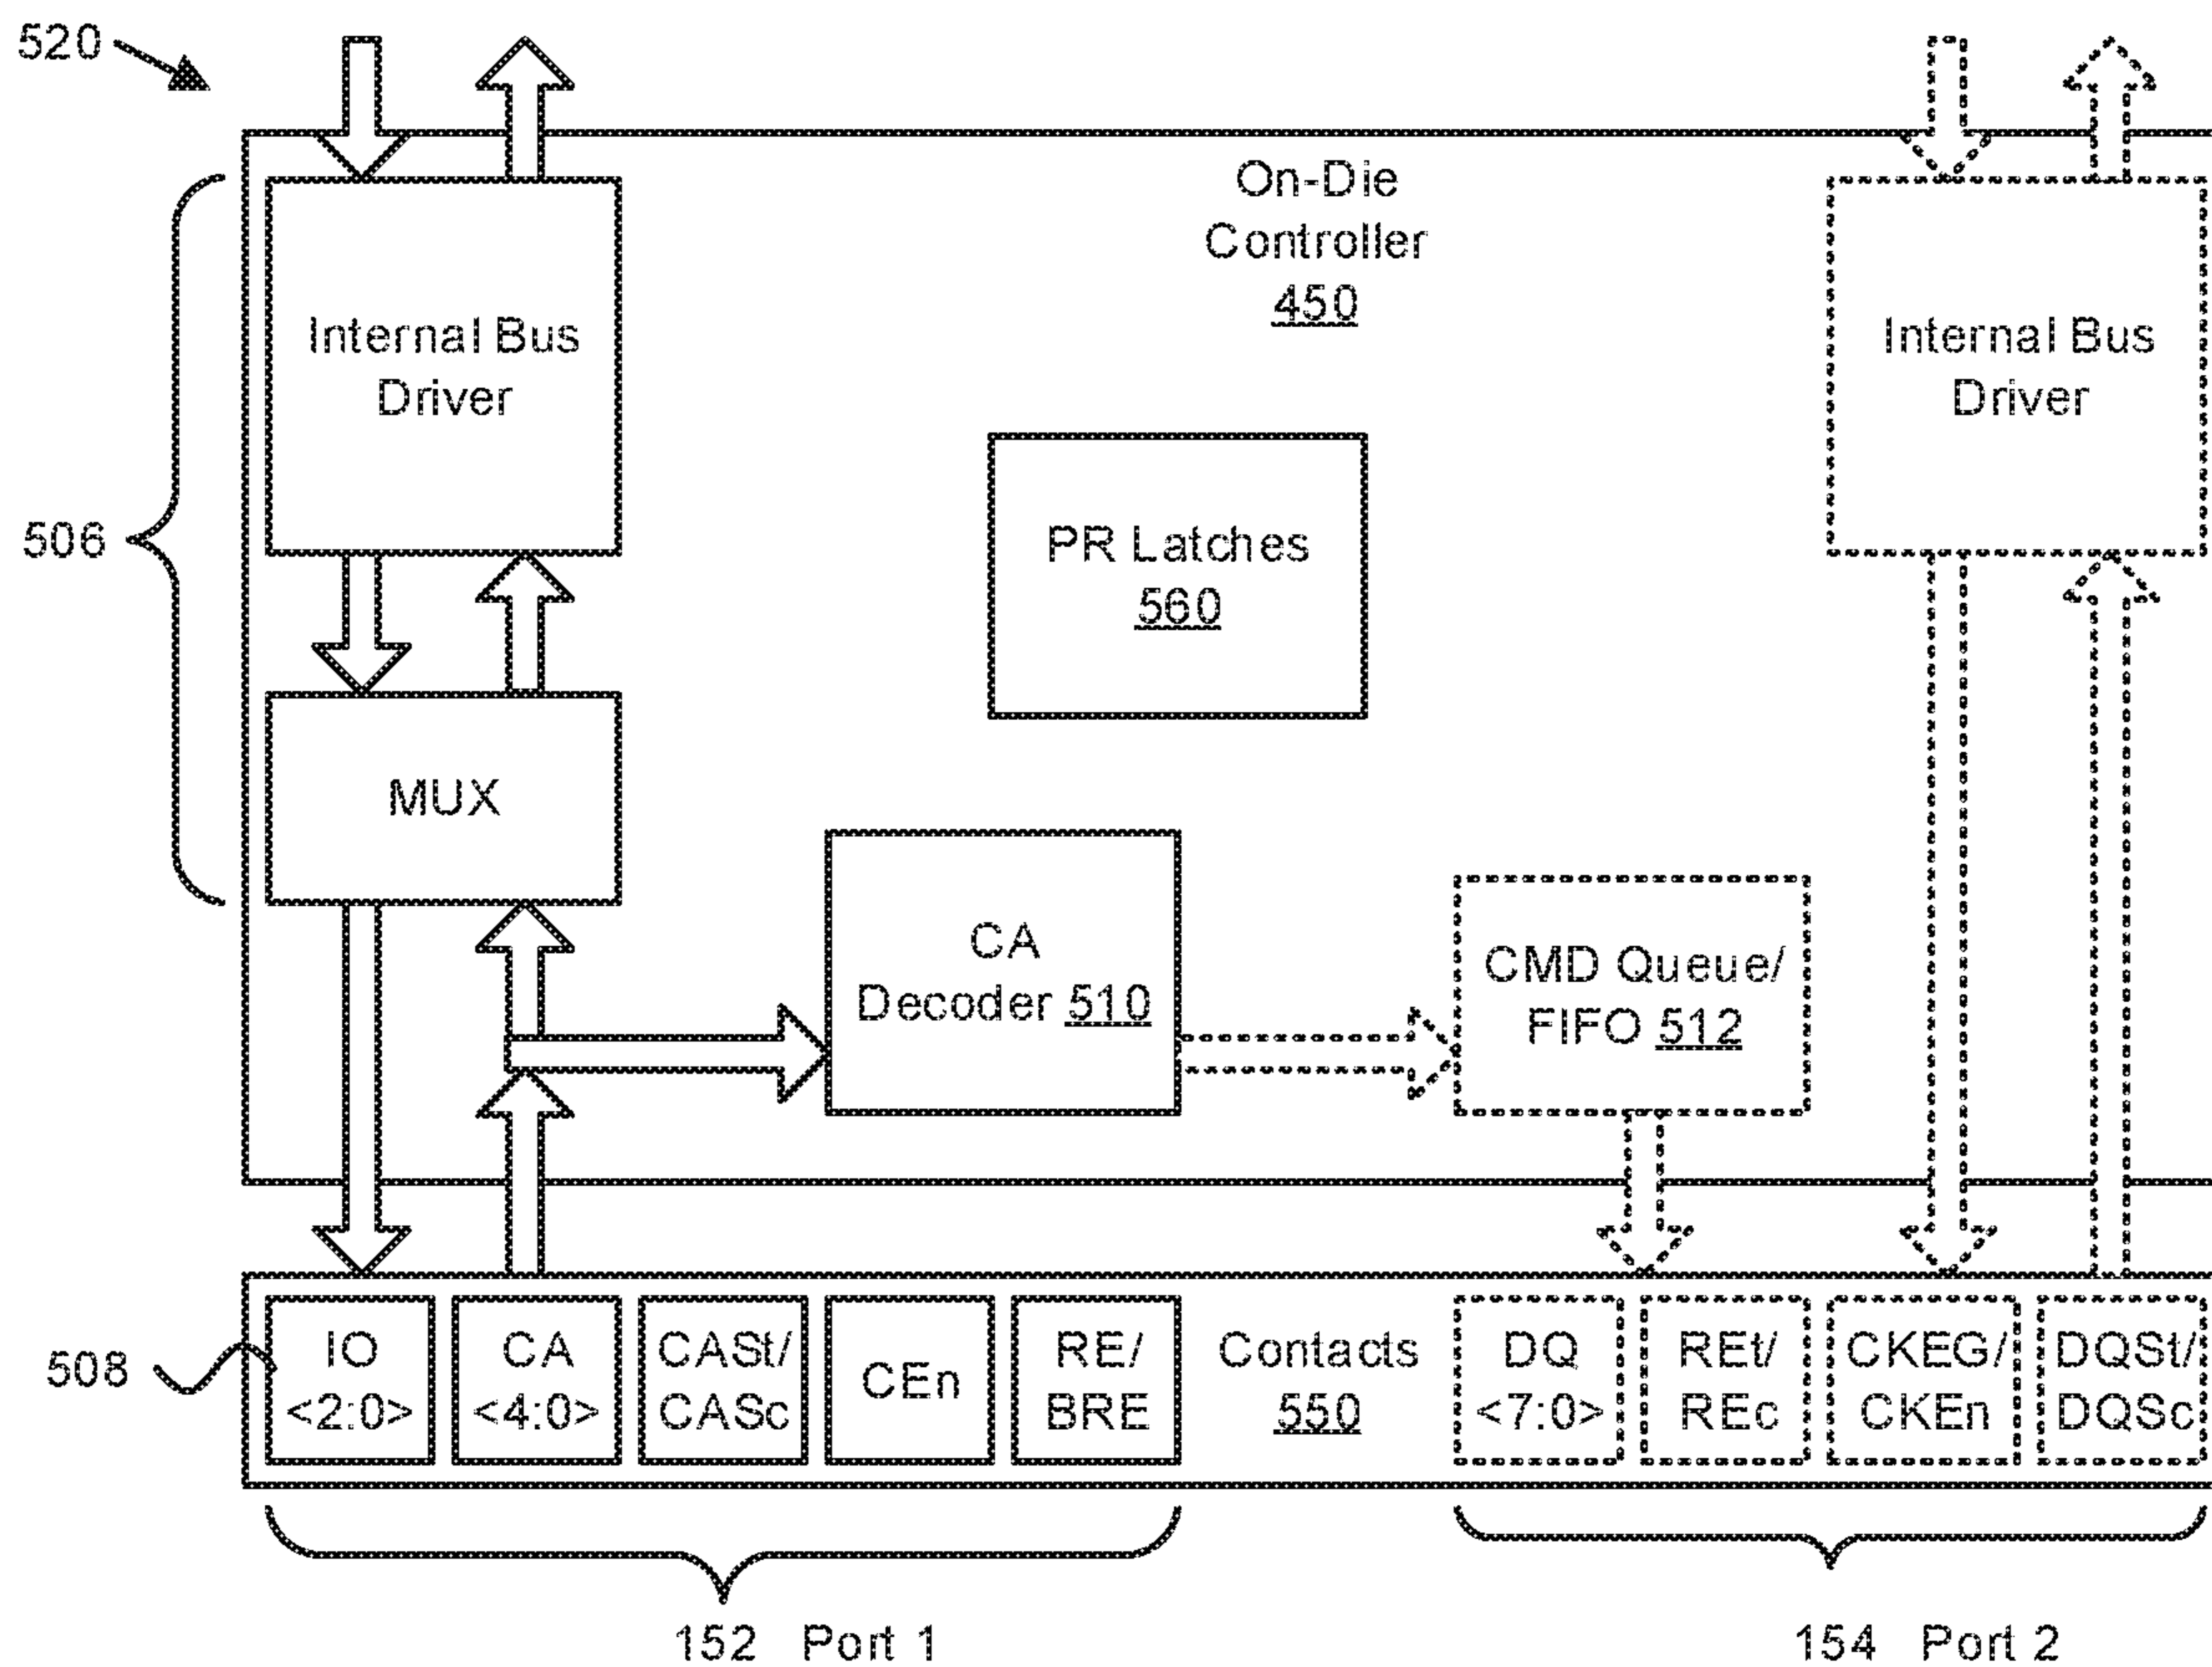 520
On-Die
Controller
450
Internal Bus
Driver
Internal Bus
Driver
506
PR Latches
560
MUX
CA
Decoder 510
CMD Queue/
FIFO 512
508
IO
<2:0>
CA
<4:0>
CASt/
CASc
CEn
RE/
BRE
Contacts
550
DQ
<7:0>
REt/
REc
CKEG/
CKEn
DQSt/
DQSc
152 Port 1
154 Port 2